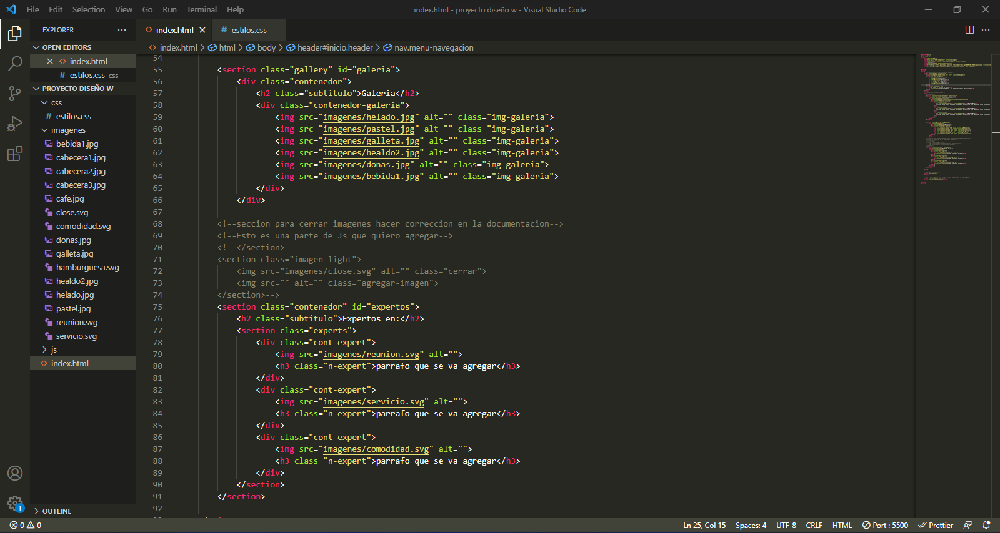 File Edit Selection View Go Run Terminal Help
index.html - proyecto diseño w - Visual Studio Code
EXPLORER
OPEN EDITORS
index.html
estilos.css css
PROYECTO DISEÑO W
css
estilos.css
imagenes
bebida1.jpg
cabecera1.jpg
cabecera2.jpg
cabecera3.jpg
cafe.jpg
close.svg
comodidad.svg
donas.jpg
galleta.jpg
hamburguesa.svg
healdo2.jpg
helado.jpg
pastel.jpg
reunion.svg
servicio.svg
js
index.html
OUTLINE
index.html
estilos.css
index.html > html > body > header#inicio.header > nav.menu-navegacion
54
55 <section class="gallery" id="galeria">
56 <div class="contenedor">
57 <h2 class="subtitulo">Galeria</h2>
58 <div class="contenedor-galeria">
59 <img src="imagenes/helado.jpg" alt="" class="img-galeria">
60 <img src="imagenes/pastel.jpg" alt="" class="img-galeria">
61 <img src="imagenes/galleta.jpg" alt="" class="img-galeria">
62 <img src="imagenes/healdo2.jpg" alt="" class="img-galeria">
63 <img src="imagenes/donas.jpg" alt="" class="img-galeria">
64 <img src="imagenes/bebida1.jpg" alt="" class="img-galeria">
65 </div>
66 </div>
67
68 <!--seccion para cerrar imagenes hacer correccion en la documentacion-->
69 <!--Esto es una parte de Js que quiero agregar-->
70 <!--</section>
71 <section class="imagen-light">
72 <img src="imagenes/close.svg" alt="" class="cerrar">
73 <img src="" alt="" class="agregar-imagen">
74 </section>-->
75 <section class="contenedor" id="expertos">
76 <h2 class="subtitulo">Expertos en:</h2>
77 <section class="experts">
78 <div class="cont-expert">
79 <img src="imagenes/reunion.svg" alt="">
80 <h3 class="n-expert">parrafo que se va agregar</h3>
81 </div>
82 <div class="cont-expert">
83 <img src="imagenes/servicio.svg" alt="">
84 <h3 class="n-expert">parrafo que se va agregar</h3>
85 </div>
86 <div class="cont-expert">
87 <img src="imagenes/comodidad.svg" alt="">
88 <h3 class="n-expert">parrafo que se va agregar</h3>
89 </div>
90 </section>
91 </section>
92
1
0 0
Ln 25, Col 15 Spaces: 4 UTF-8 CRLF HTML Port : 5500 Prettier